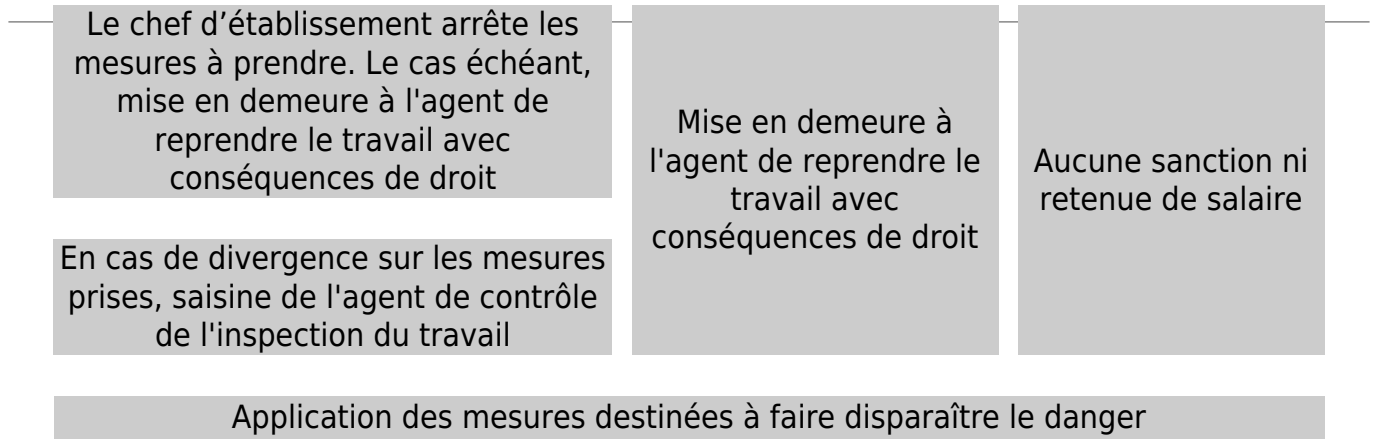 Le chef d’établissement arrête les
mesures à prendre. Le cas échéant,
mise en demeure à l'agent de
reprendre le travail avec
conséquences de droit
En cas de divergence sur les mesures
prises, saisine de l'agent de contrôle
de l'inspection du travail
Mise en demeure à
l'agent de reprendre le
travail avec
conséquences de droit
Aucune sanction ni
retenue de salaire
Application des mesures destinées à faire disparaître le danger